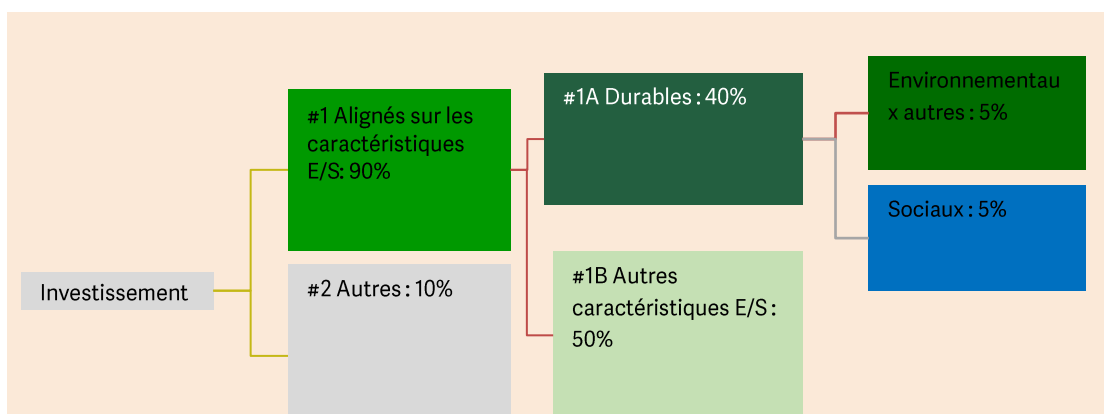 Investissement
#1 Alignés sur les
caractéristiques
E/S: 90%
#2 Autres : 10%
#1A Durables : 40%
#1B Autres
caractéristiques E/S :
50%
Environnementau
x autres : 5%
Sociaux : 5%